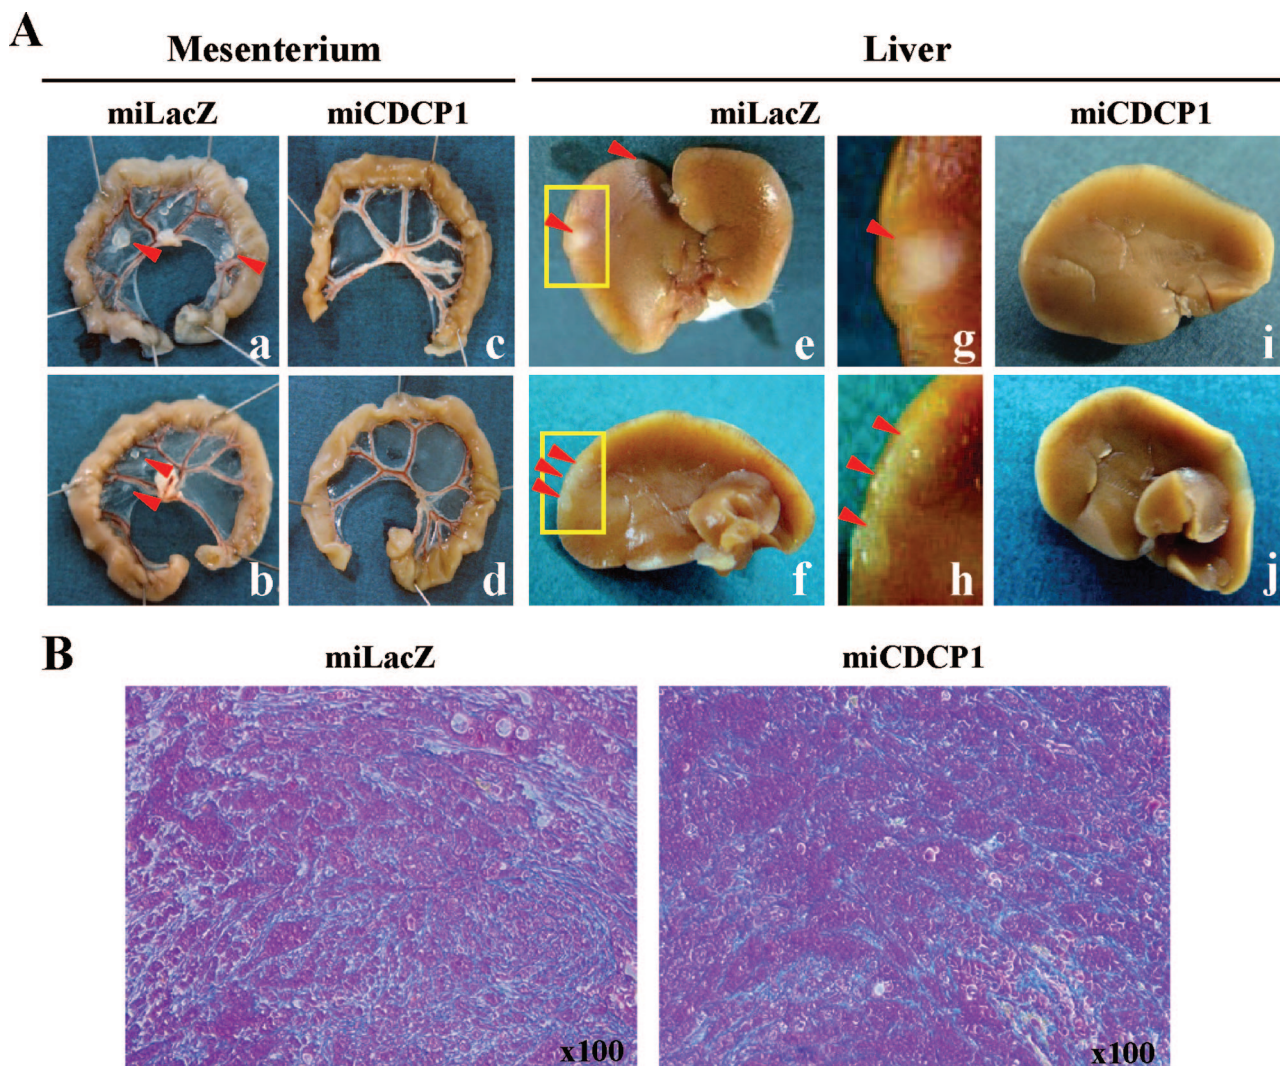 A
Mesenterium Liver
miLacZ miCDCP1 miLacZ miCDCP1
a c e g i
b d f h j
B
miLacZ miCDCP1
x100 x100